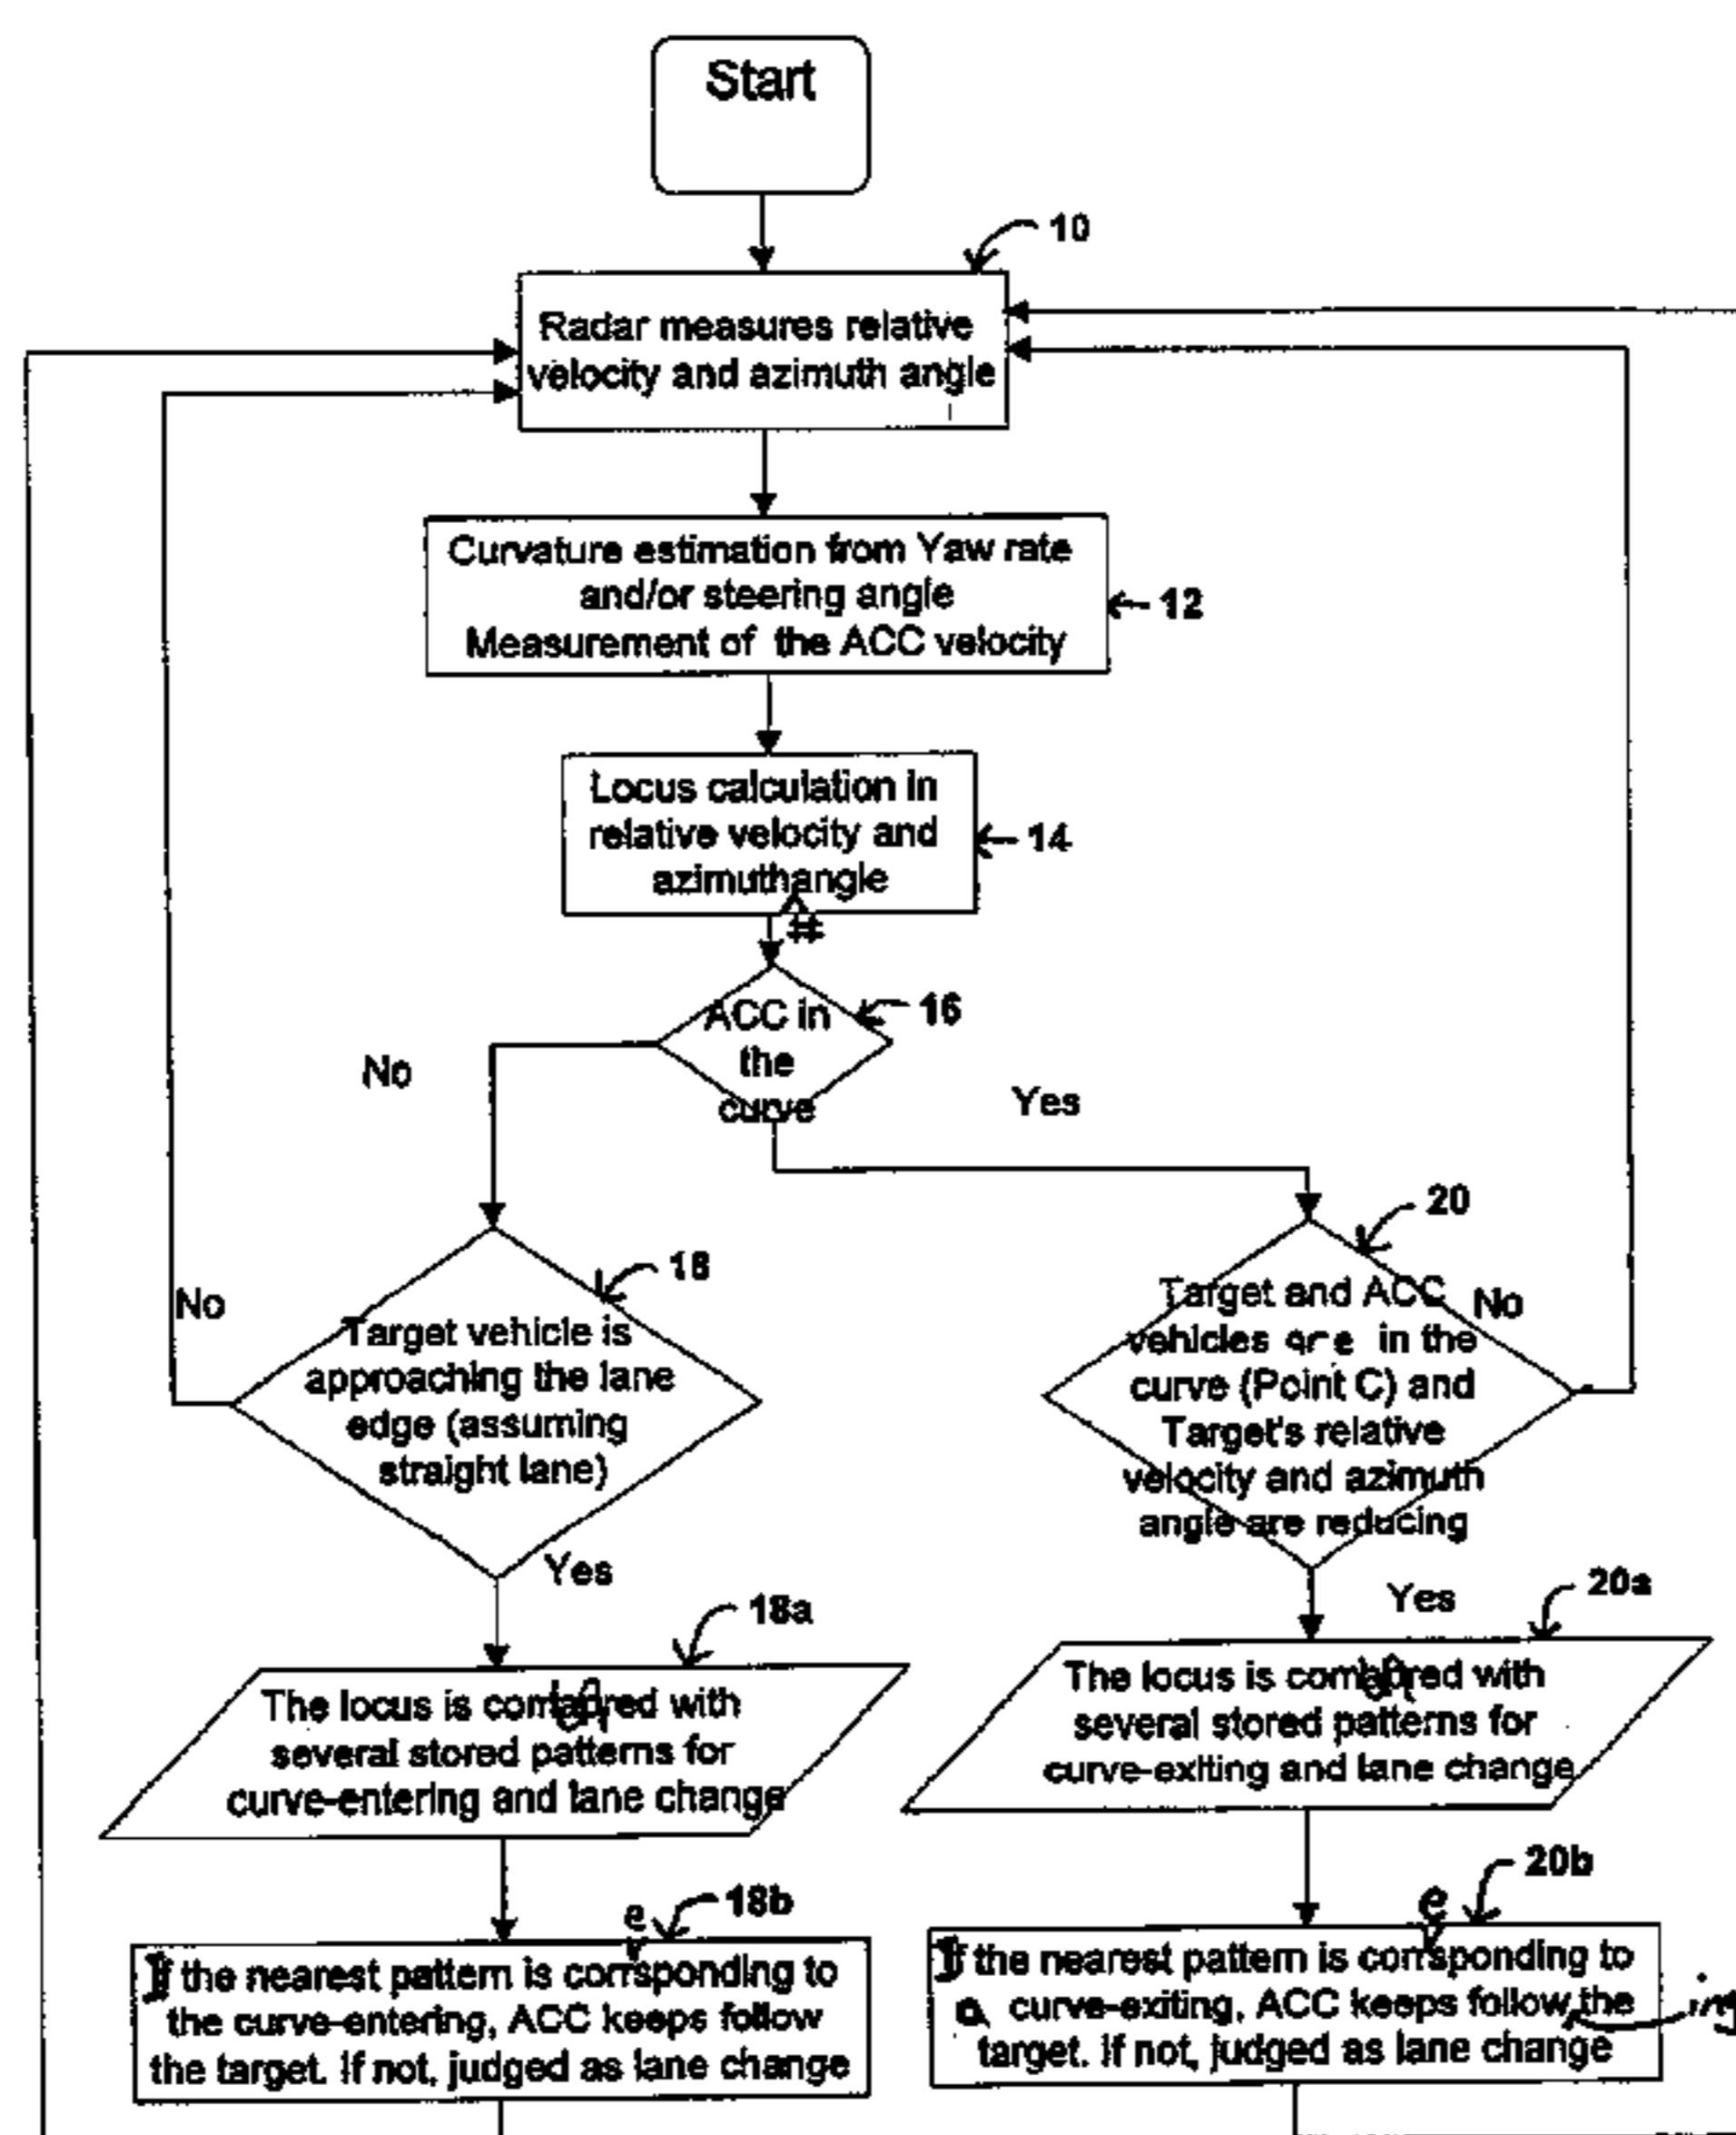 Start
10
Radar measures relative
velocity and azimuth angle
Curvature estimation from Yaw rate
and/or steering angle
Measurement of the ACC velocity
12
Locus calculation in
relative velocity and
azimuthangle
14
#
ACC in
the
curve
16
No
Yes
18
No
Target vehicle is
approaching the lane
edge (assuming
straight lane)
Yes
20
No
Target and ACC
vehicles are in the
curve (Point C) and
Target's relative
velocity and azimuth
angle are reducing
Yes
18a
The locus is comapred with
several stored patterns for
curve-entering and lane change
20a
The locus is comapred with
several stored patterns for
curve-exiting and lane change
18b
e
If the nearest pattern is corrsponding to
the curve-entering, ACC keeps follow
the target. If not, judged as lane change
20b
e
If the nearest pattern is corrsponding to
a curve-exiting, ACC keeps follow the
ing
target. If not, judged as lane change